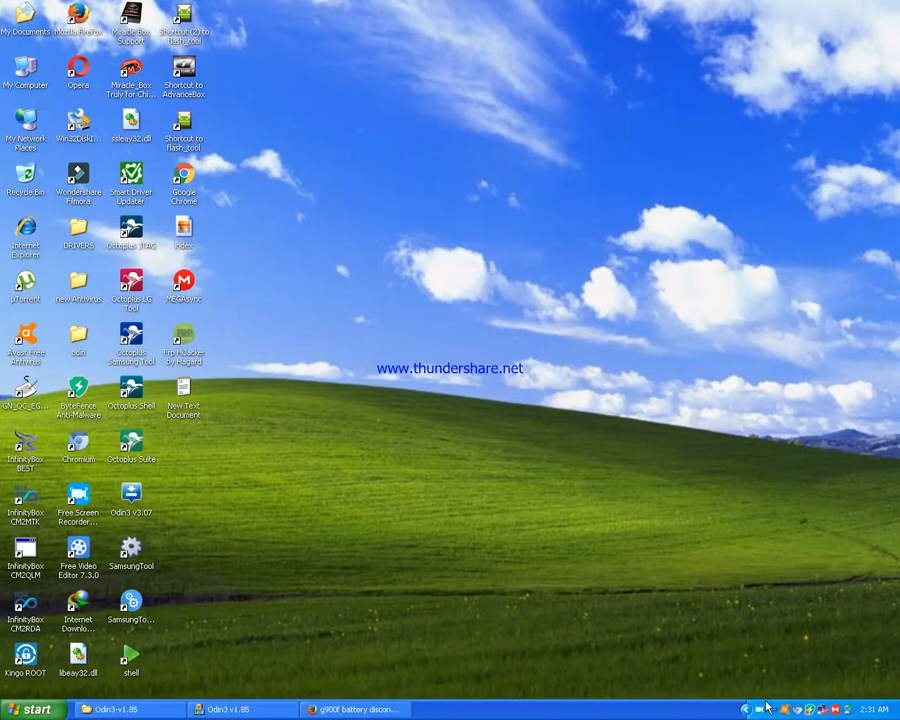 My Documents
Mozilla Firefox
Miracle Box
Support
Shortcut (2) to
flash_tool
My Computer
Opera
Miracle_Box
Truly for Chi...
Shortcut to
AdvanceBox
My Network
Places
Win32DiskI...
ssleay32.dll
Shortcut to
flash_tool
Recycle Bin
Wondershare
Filmora
Smart Driver
Updater
Google
Chrome
Internet
Explorer
DRIVERS
Octoplus JTAG
index
µTorrent
new Antivirus
Octoplus LG
Tool
MEGAsync
Avast Free
Antivirus
odin
Octoplus
Samsung Tool
FRP
Frp HiJacker
by Hagard
www.thundershare.net
GN_QC_EG...
ByteFence
Anti-Malware
Octoplus Shell
New Text
Document
InfinityBox
BEST
Chromium
Octoplus Suite
InfinityBox
CM2MTK
Free Screen
Recorder...
Odin3 v3.07
InfinityBox
CM2QLM
Free Video
Editor 7.3.0
SamsungTool
InfinityBox
CM2RDA
Internet
Downlo...
SamsungTo...
Kingo ROOT
libeay32.dll
shell
start
Odin3-v1.85
Odin3 v1.85
g900f battery discon...
2:31 AM